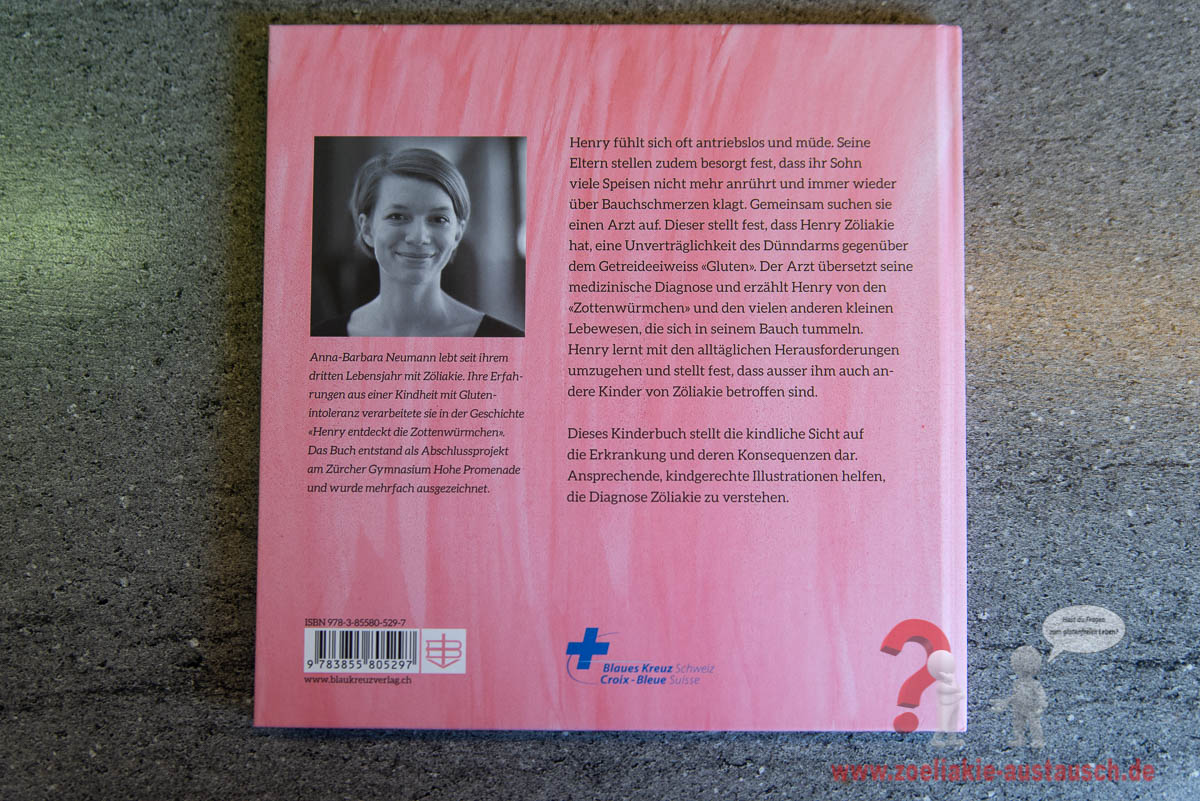 Henry fühlt sich oft antriebslos und müde. Seine
Eltern stellen zudem besorgt fest, dass ihr Sohn
viele Speisen nicht mehr anrührt und immer wieder
über Bauchschmerzen klagt. Gemeinsam suchen sie
einen Arzt auf. Dieser stellt fest, dass Henry Zöliakie
hat, eine Unverträglichkeit des Dünndarms gegenüber
dem Getreideeiweiss «Gluten». Der Arzt übersetzt seine
medizinische Diagnose und erzählt Henry von den
«Zottenwürmchen» und den vielen anderen kleinen
Lebewesen, die sich in seinem Bauch tummeln.
Henry lernt mit den alltäglichen Herausforderungen
umzugehen und stellt fest, dass ausser ihm auch an-
dere Kinder von Zöliakie betroffen sind.
Dieses Kinderbuch stellt die kindliche Sicht auf
die Erkrankung und deren Konsequenzen dar.
Ansprechende, kindgerechte Illustrationen helfen,
die Diagnose Zöliakie zu verstehen.
Anna-Barbara Neumann lebt seit ihrem
dritten Lebensjahr mit Zöliakie. Ihre Erfah-
rungen aus einer Kindheit mit Gluten-
intoleranz verarbeitete sie in der Geschichte
«Henry entdeckt die Zottenwürmchen».
Das Buch entstand als Abschlussprojekt
am Zürcher Gymnasium Hohe Promenade
und wurde mehrfach ausgezeichnet.
ISBN 978-3-85580-529-7
9 783855 805297
www.blaukreuzverlag.ch
Blaues Kreuz Schweiz
Croix-Bleue Suisse
Hast du Fragen
zum glutenfreien Leben?
www.zoeliakie-austausch.de